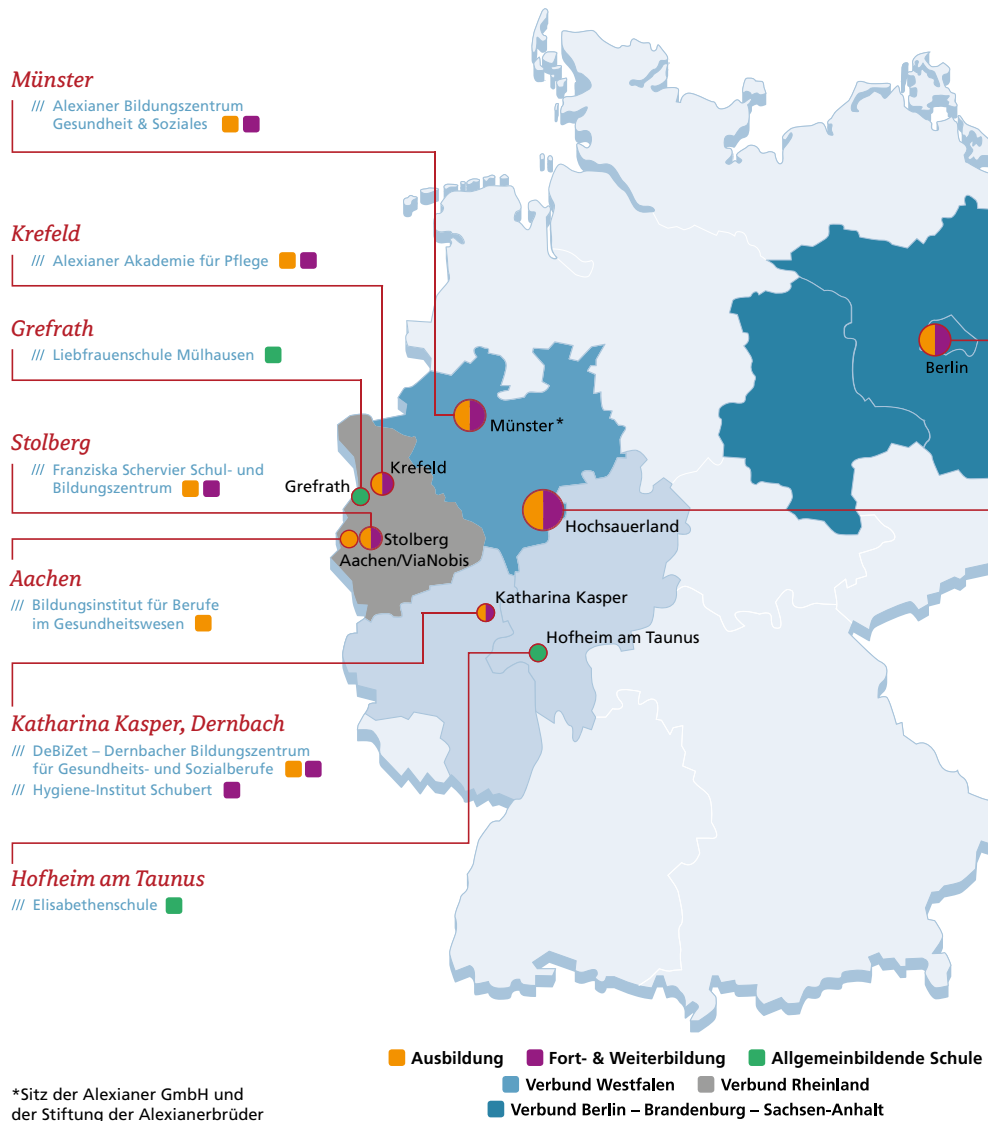 Münster
/// Alexianer Bildungszentrum
Gesundheit & Soziales
Krefeld
/// Alexianer Akademie für Pflege
Grefrath
/// Liebfrauenschule Mülhausen
Stolberg
/// Franziska Schervier Schul- und
Bildungszentrum
Aachen
/// Bildungsinstitut für Berufe
im Gesundheitswesen
Katharina Kasper, Dernbach
/// DeBiZet – Dernbacher Bildungszentrum
für Gesundheits- und Sozialberufe
/// Hygiene-Institut Schubert
Hofheim am Taunus
/// Elisabethenschule
Berlin
Münster*
Krefeld
Grefrath
Hochsauerland
Stolberg
Aachen/ViaNobis
Katharina Kasper
Hofheim am Taunus
Ausbildung Fort- & Weiterbildung Allgemeinbildende Schule
Verbund Westfalen Verbund Rheinland
Verbund Berlin – Brandenburg – Sachsen-Anhalt
*Sitz der Alexianer GmbH und
der Stiftung der Alexianerbrüder